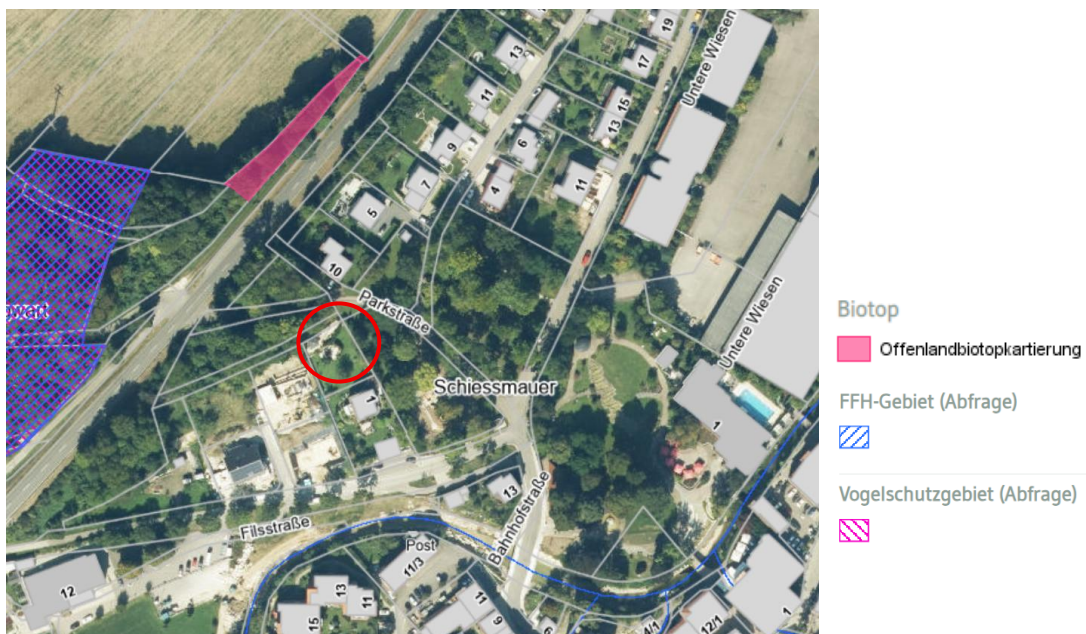 13
19
17
Untere Wiesen
11
15
13
9
6
7
4
11
5
10
Parkstraße
Untere Wiesen
Schiessmauer
1
1
13
Filsstraße
Bahnhofstraße
Post
11/3
12
13
11
15
11
9
6
4/1
12/1
1
Biotop
Offenlandbiotopkartierung
FFH-Gebiet (Abfrage)
Vogelschutzgebiet (Abfrage)